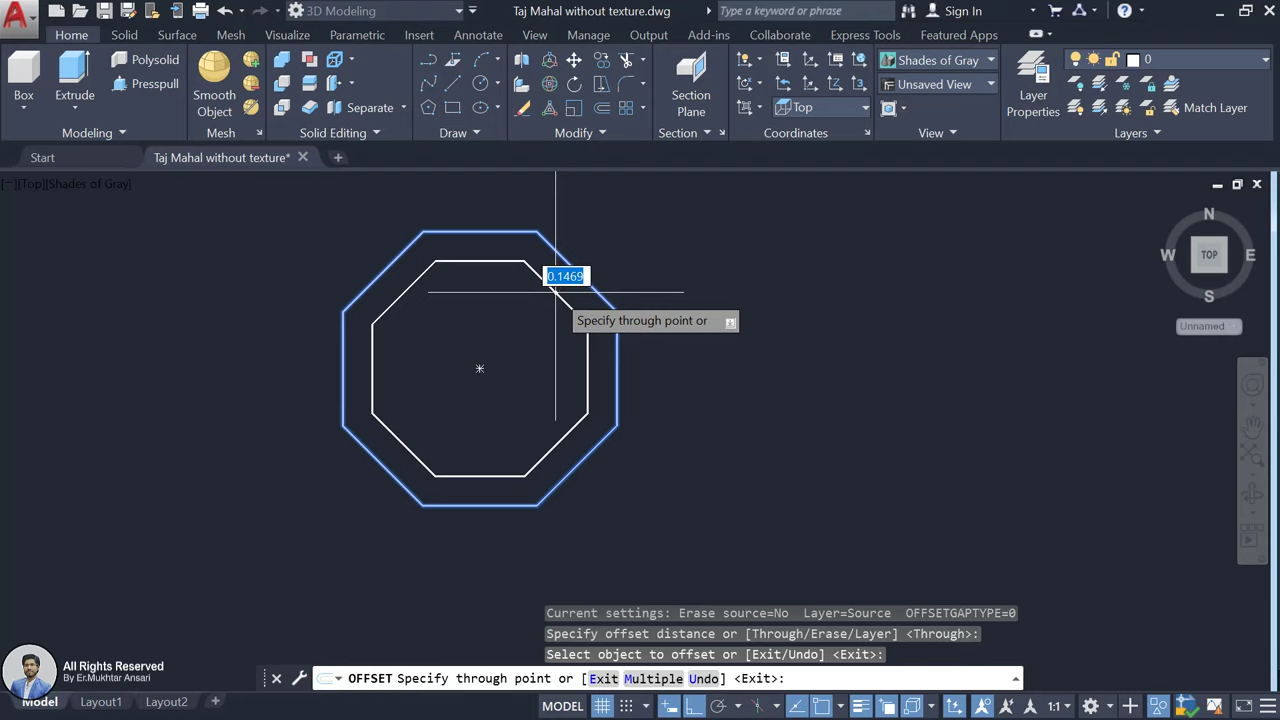 3D Modeling
Taj Mahal without texture.dwg
Type a keyword or phrase
Sign In
Home Solid Surface Mesh Visualize Parametric Insert Annotate View Manage Output Add-ins Collaborate Express Tools Featured Apps
Box
Extrude
Polysolid
Presspull
Smooth
Object
Separate
Section
Plane
Top
Shades of Gray
Unsaved View
Layer
Properties
0
Match Layer
Modeling
Mesh
Solid Editing
Draw
Modify
Section
Coordinates
View
Layers
Start
Taj Mahal without texture*
[−][Top][Shades of Gray]
N
W TOP E
S
Unnamed
0.1469
Specify through point or
Current settings: Erase source=No Layer=Source OFFSETGAPTYPE=0
Specify offset distance or [Through/Erase/Layer] <Through>:
Select object to offset or [Exit/Undo] <Exit>:
OFFSET Specify through point or [Exit Multiple Undo] <Exit>:
All Rights Reserved
By Er.Mukhtar Ansari
Model Layout1 Layout2
MODEL
1:1